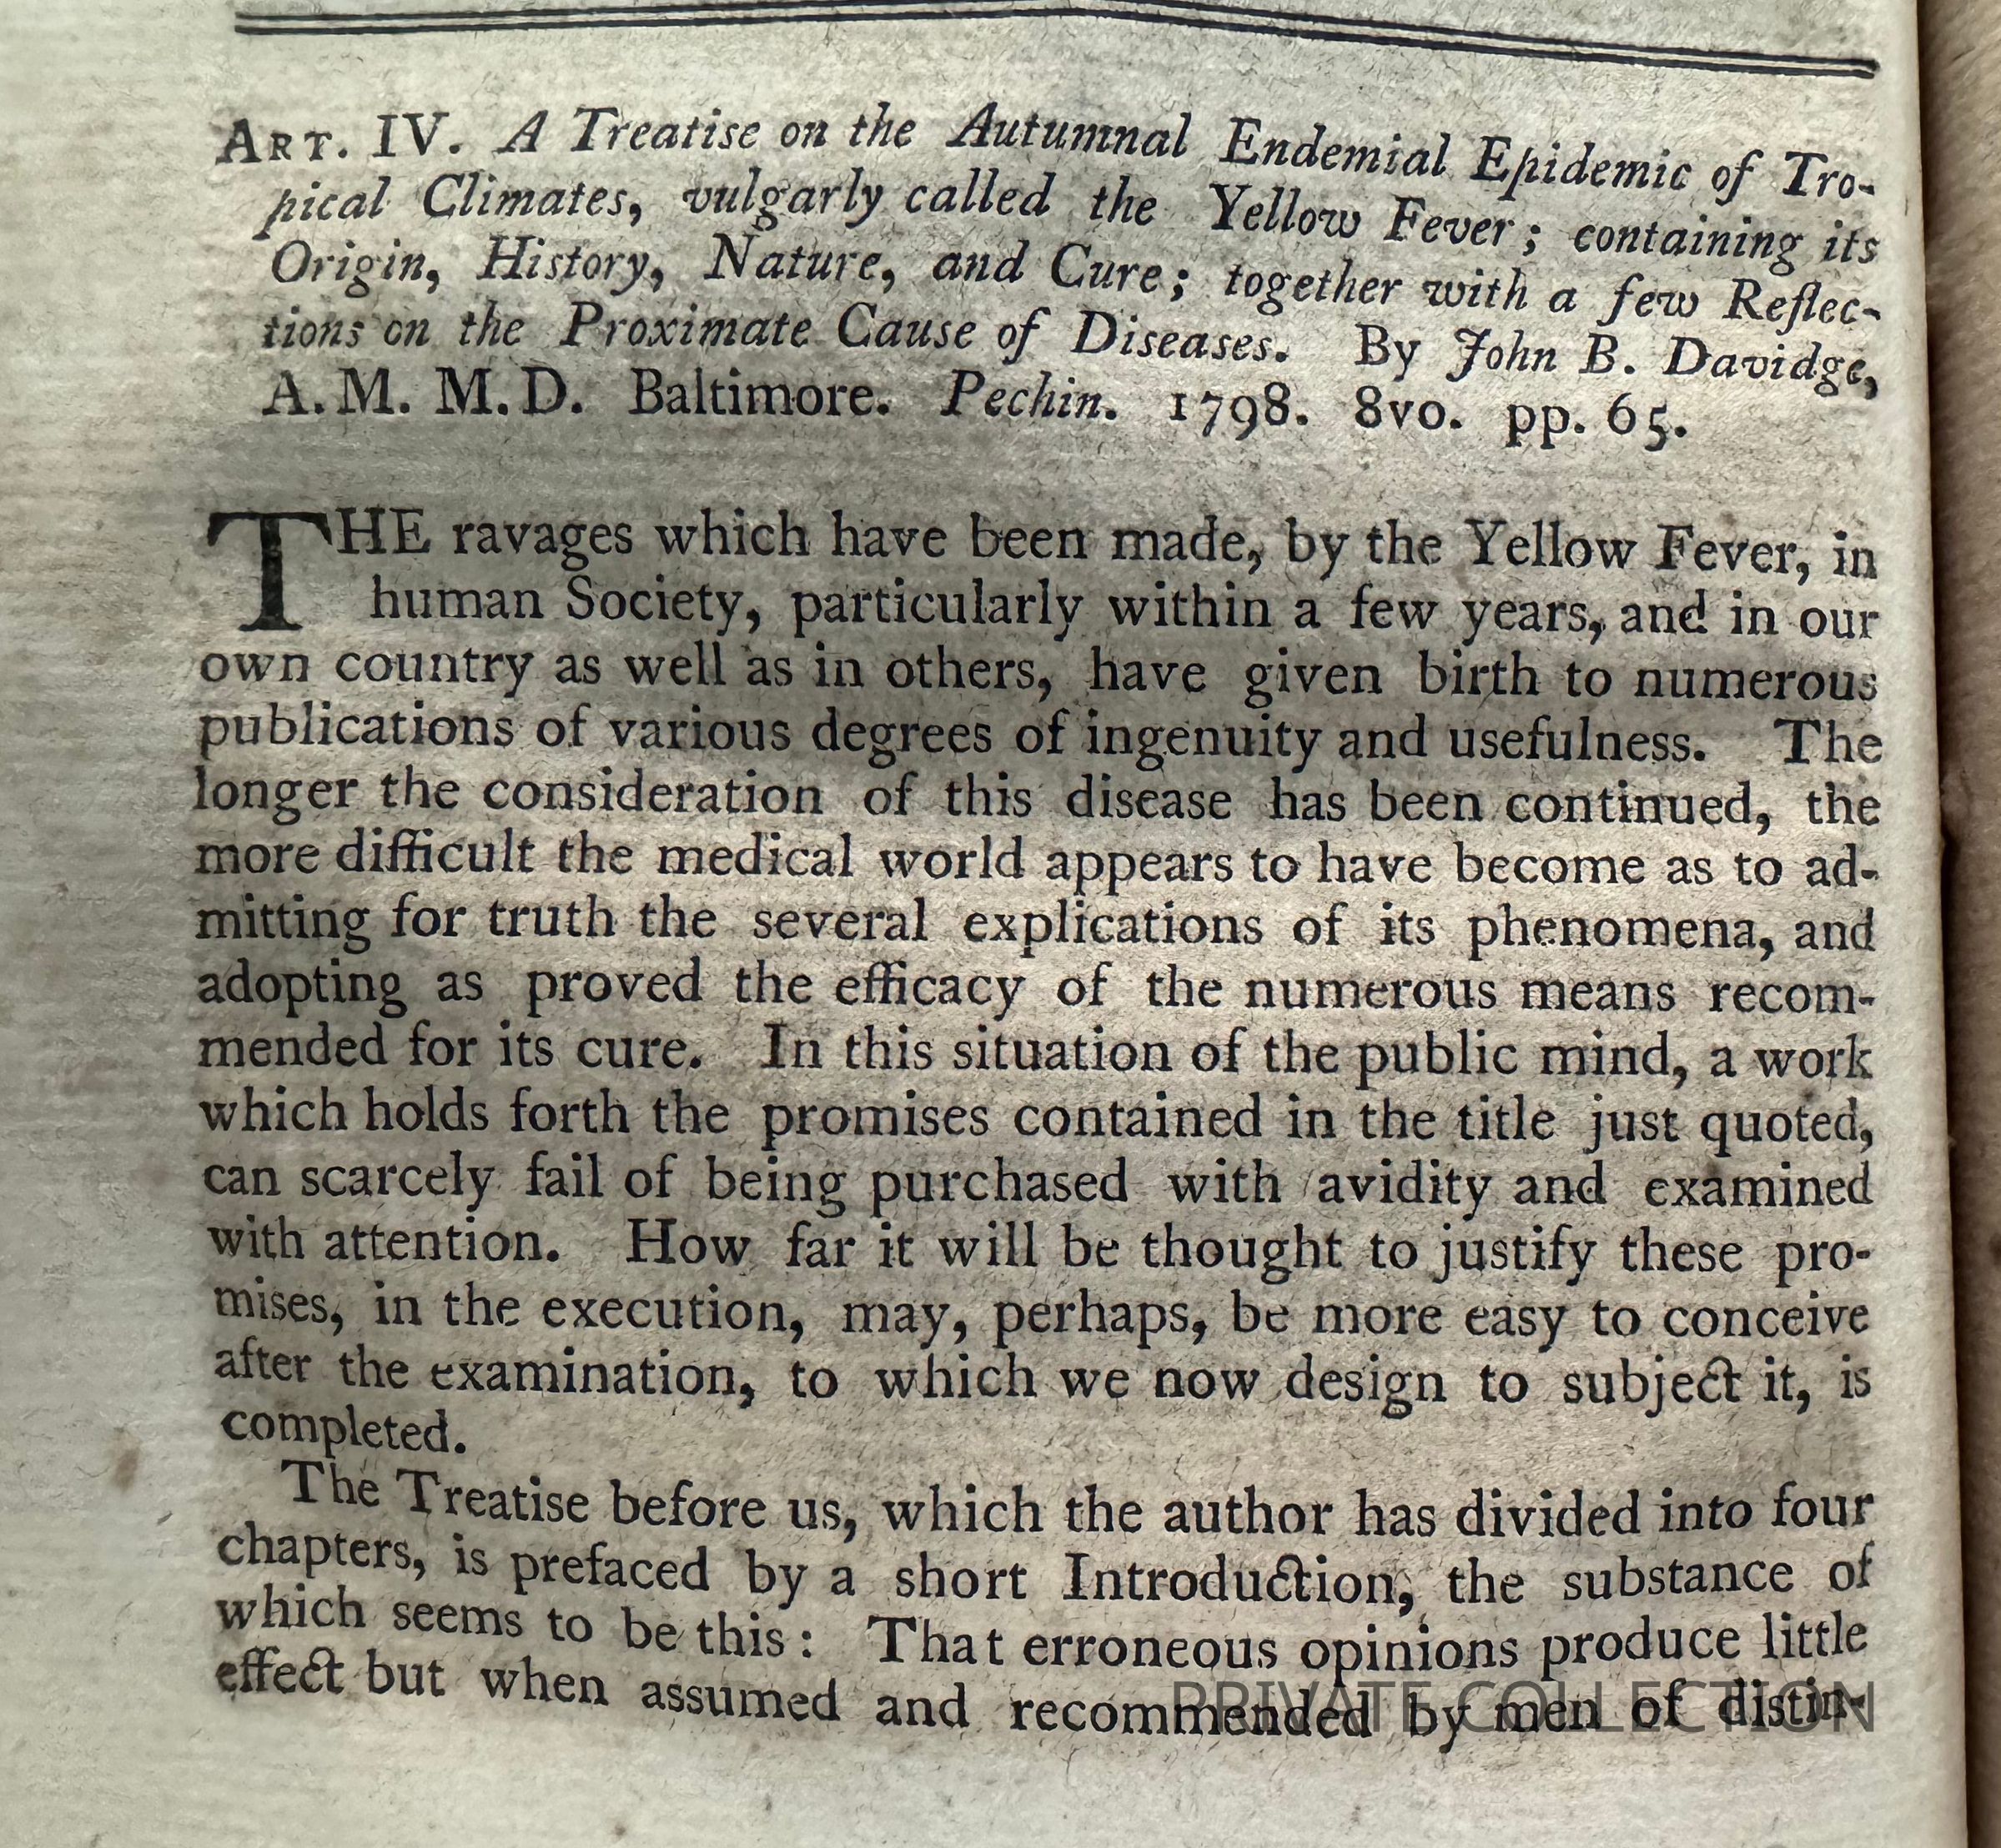 ART. IV. A Treatise on the Autumnal Endemial Epidemic of Tro-
pical Climates, vulgarly called the Yellow Fever; containing its
Origin, History, Nature, and Cure; together with a few Reflec-
tions on the Proximate Cause of Diseases. By John B. Davidge,
A. M. M. D. Baltimore. Pechin. 1798. 8vo. pp. 65.
THE ravages which have been made, by the Yellow Fever, in
human Society, particularly within a few years, and in our
own country as well as in others, have given birth to numerous
publications of various degrees of ingenuity and usefulness. The
longer the consideration of this disease has been continued, the
more difficult the medical world appears to have become as to ad-
mitting for truth the several explications of its phenomena, and
adopting as proved the efficacy of the numerous means recom-
mended for its cure. In this situation of the public mind, a work
which holds forth the promises contained in the title just quoted,
can scarcely fail of being purchased with avidity and examined
with attention. How far it will be thought to justify these pro-
mises, in the execution, may, perhaps, be more easy to conceive
after the examination, to which we now design to subject it, is
completed.
The Treatise before us, which the author has divided into four
chapters, is prefaced by a short Introduction, the substance of
which seems to be this: That erroneous opinions produce little
effect but when assumed and recommended by men of distin-
PRIVATE COLLECTION